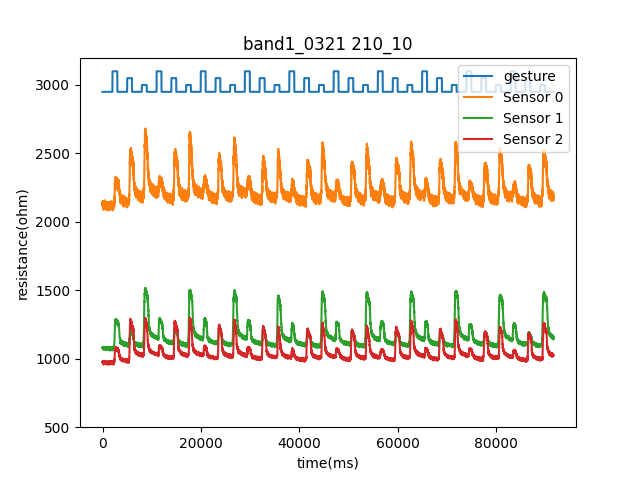 band1_0321 210_10
gesture
Sensor 0
Sensor 1
Sensor 2
3000
2500
2000
1500
1000
500
resistance(ohm)
0
20000
40000
60000
80000
time(ms)